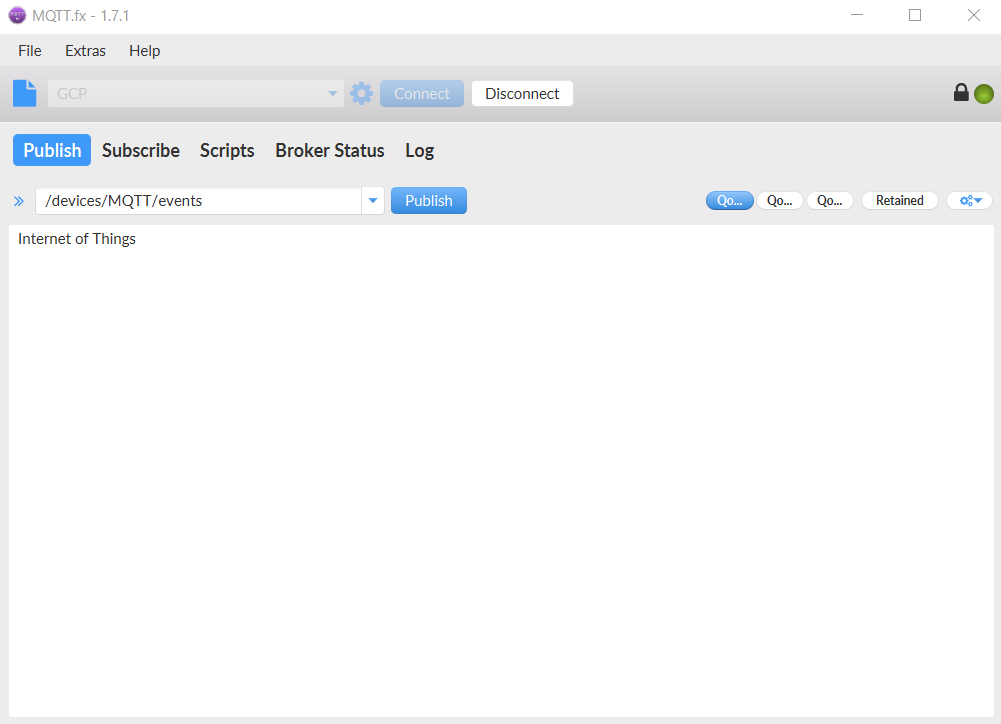 MQTT.fx - 1.7.1
File Extras Help
GCP Connect Disconnect
Publish Subscribe Scripts Broker Status Log
/devices/MQTT/events Publish Qo... Qo... Qo... Retained
Internet of Things